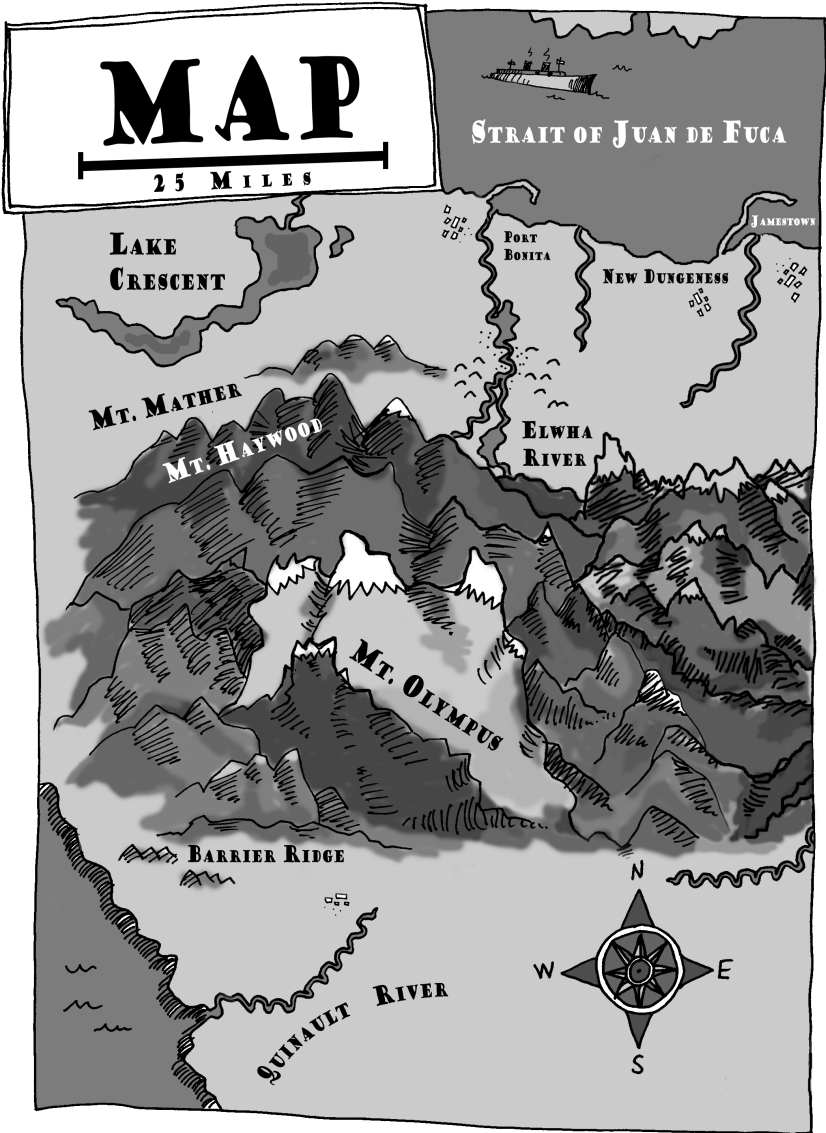 MAP
25 MILES
STRAIT OF JUAN DE FUCA
JAMESTOWN
PORT
BONITA
LAKE
CRESCENT
NEW DUNGENESS
MT. MATHER
MT. HAYWOOD
ELWHA
RIVER
MT. OLYMPUS
BARRIER RIDGE
N
W
E
S
QUINAULT RIVER